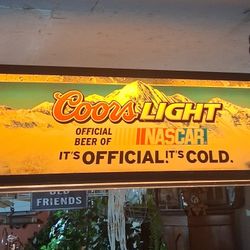 Coors LIGHT
OFFICIAL
BEER OF NASCAR
IT'S OFFICIAL. IT'S COLD.
OLD
FRIENDS